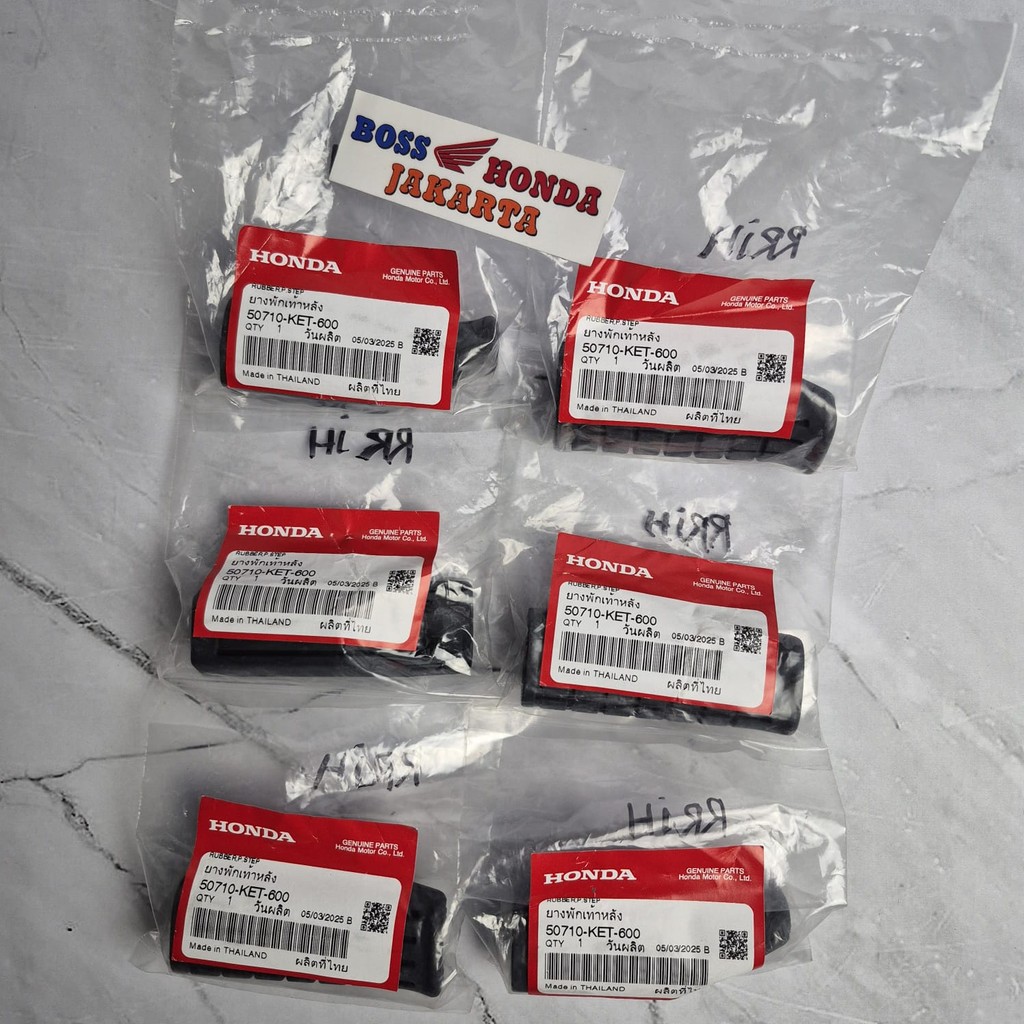 BOSS HONDA
JAKARTA
HONDA
GENUINE PARTS
Honda Motor Co., Ltd.
RUBBER,P.STEP
ยางพักเท้าหลัง
50710-KET-600
QTY 1 วันผลิต 05/03/2025 B
Made in THAILAND ผลิตที่ไทย
RRiH
HONDA
GENUINE PARTS
Honda Motor Co., Ltd.
RUBBER,P.STEP
ยางพักเท้าหลัง
50710-KET-600
QTY 1 วันผลิต 05/03/2025 B
Made in THAILAND ผลิตที่ไทย
RRiH
HONDA
GENUINE PARTS
Honda Motor Co., Ltd.
RUBBER,P.STEP
ยางพักเท้าหลัง
50710-KET-600
QTY 1 วันผลิต 05/03/2025 B
Made in THAILAND ผลิตที่ไทย
RRiH
HONDA
GENUINE PARTS
Honda Motor Co., Ltd.
RUBBER,P.STEP
ยางพักเท้าหลัง
50710-KET-600
QTY 1 วันผลิต 05/03/2025 B
Made in THAILAND ผลิตที่ไทย
HONDA
GENUINE PARTS
Honda Motor Co., Ltd.
RUBBER,P.STEP
ยางพักเท้าหลัง
50710-KET-600
QTY 1 วันผลิต 05/03/2025 B
Made in THAILAND ผลิตที่ไทย
RRiH
HONDA
GENUINE PARTS
Honda Motor Co., Ltd.
RUBBER,P.STEP
ยางพักเท้าหลัง
50710-KET-600
QTY 1 วันผลิต 05/03/2025 B
Made in THAILAND